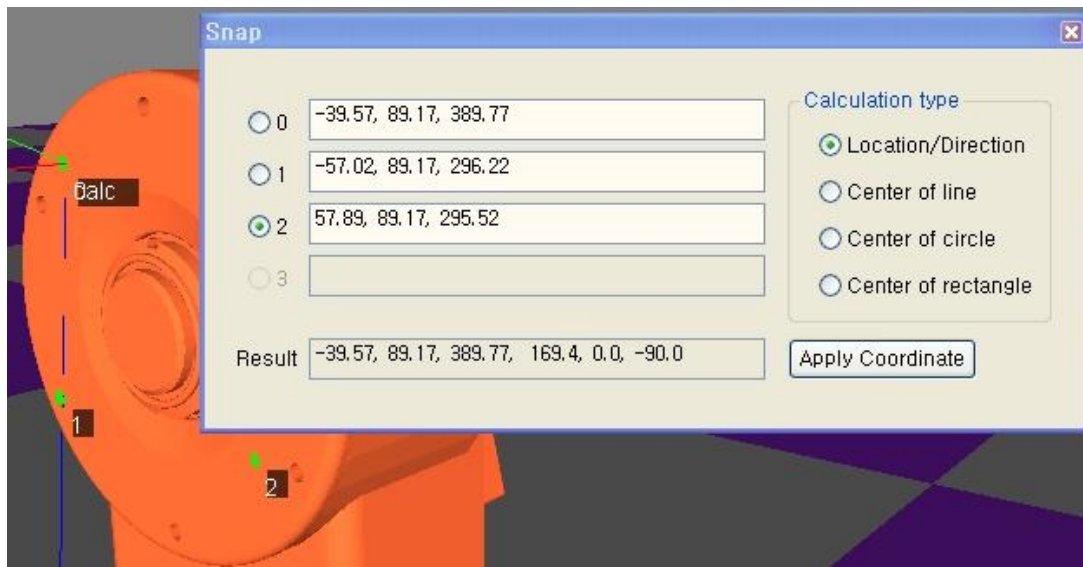 Snap
0
-39.57, 89.17, 389.77
1
-57.02, 89.17, 296.22
2
57.89, 89.17, 295.52
3
Result
-39.57, 89.17, 389.77, 169.4, 0.0, -90.0
Calculation type
Location/Direction
Center of line
Center of circle
Center of rectangle
Apply Coordinate
1
2